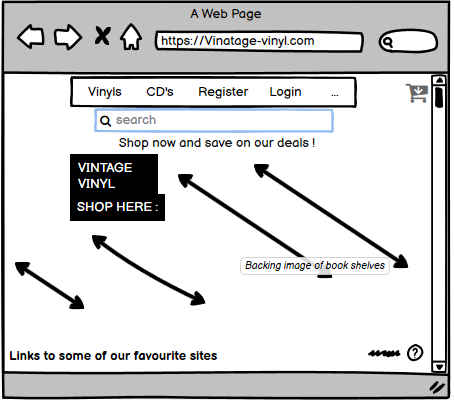 A Web Page
https://Vinatage-vinyl.com
Vinyls CD's Register Login ...
search
Shop now and save on our deals !
VINTAGE
VINYL
SHOP HERE :
Backing image of book shelves
Links to some of our favourite sites
?